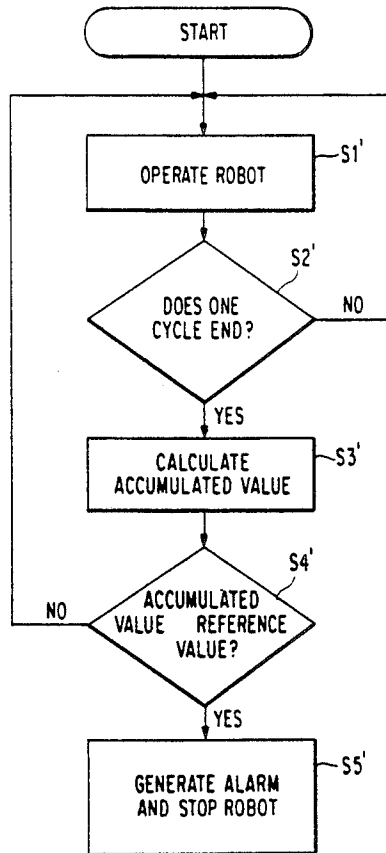 START
OPERATE ROBOT
S1'
S2'
DOES ONE
CYCLE END?
NO
YES
CALCULATE
ACCUMULATED VALUE
S3'
S4'
NO
ACCUMULATED
VALUE REFERENCE
VALUE?
YES
GENERATE ALARM
AND STOP ROBOT
S5'